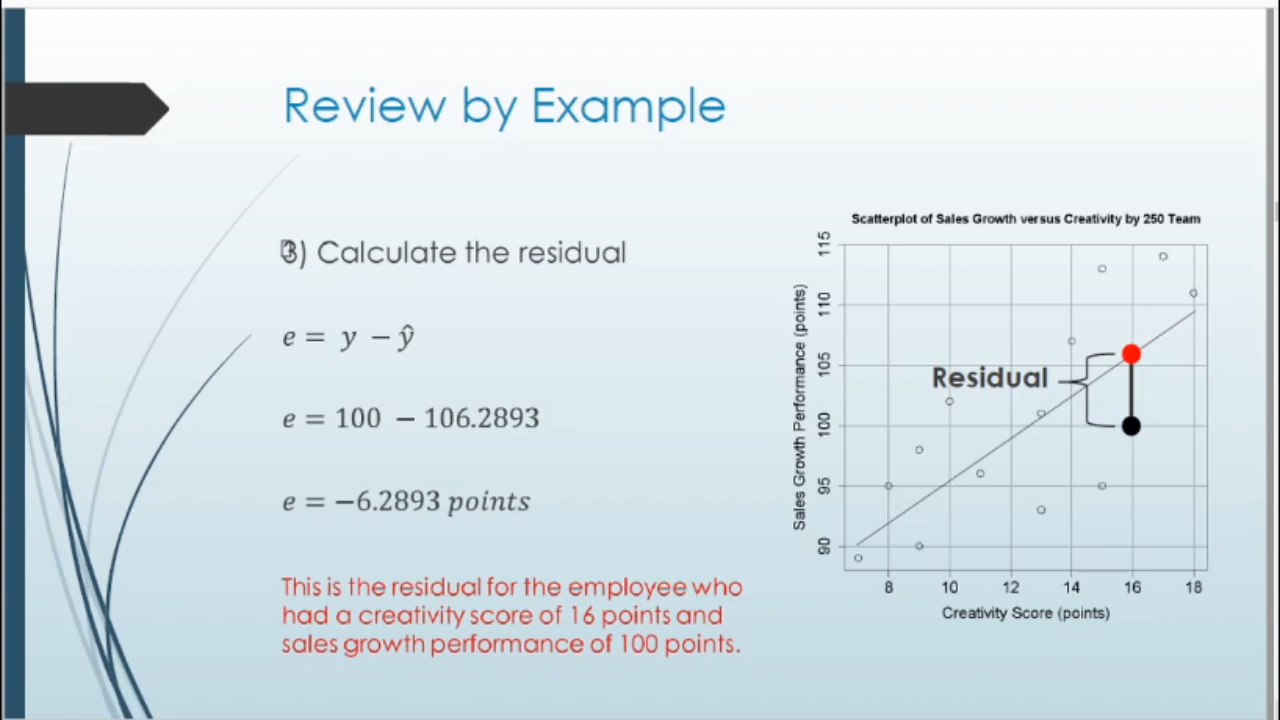 Review by Example
3) Calculate the residual
e = y − ŷ
e = 100 − 106.2893
e = −6.2893 points
This is the residual for the employee who
had a creativity score of 16 points and
sales growth performance of 100 points.
Scatterplot of Sales Growth versus Creativity by 250 Team
Sales Growth Performance (points)
115
110
105
100
95
90
Residual
8 10 12 14 16 18
Creativity Score (points)